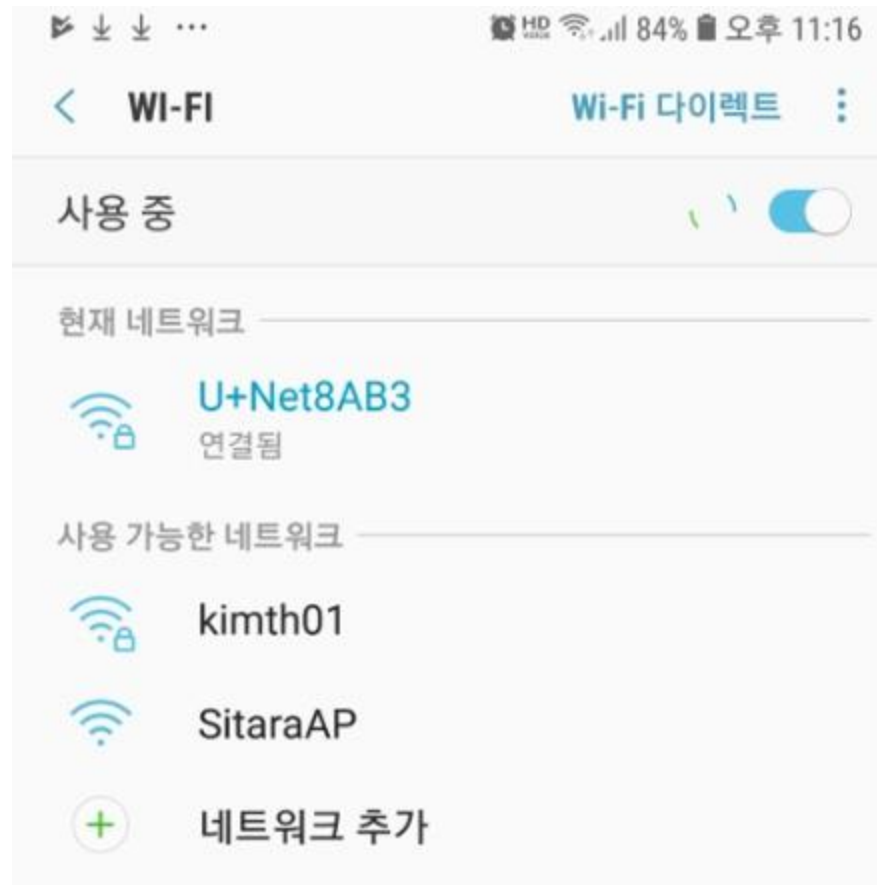 84% 오후 11:16
WI-FI Wi-Fi 다이렉트
사용 중
현재 네트워크
U+Net8AB3
연결됨
사용 가능한 네트워크
kimth01
SitaraAP
네트워크 추가